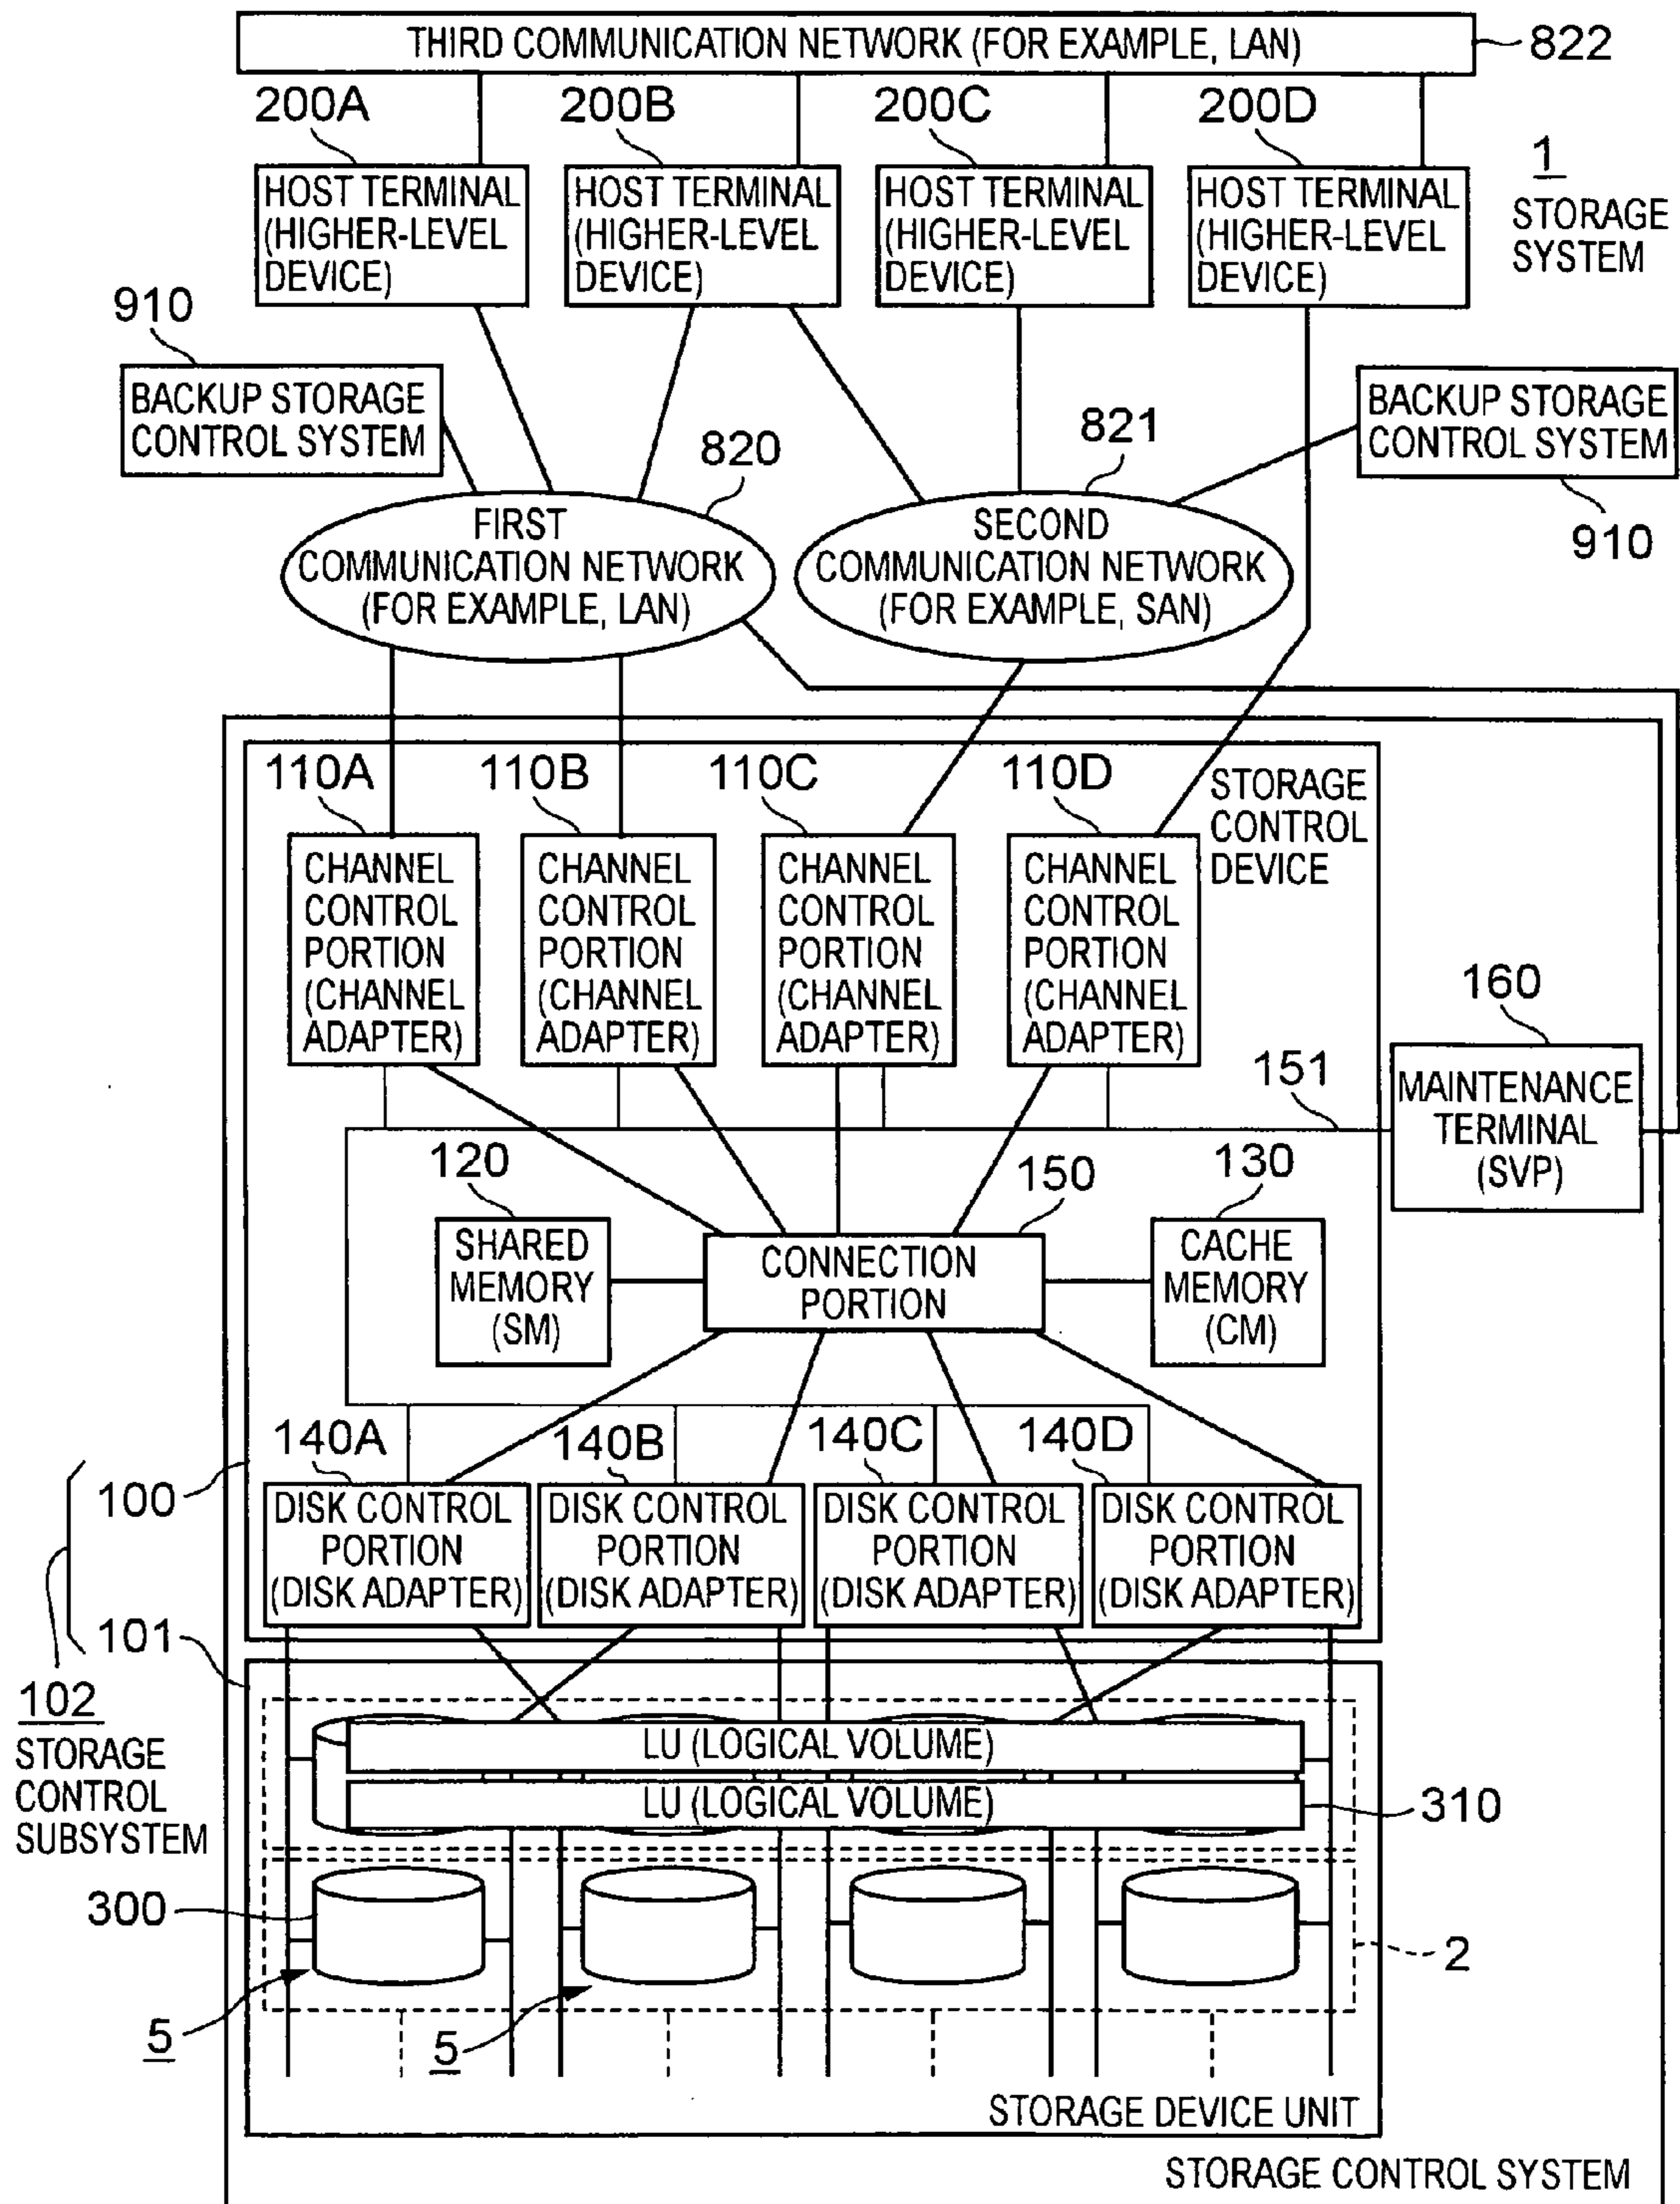 THIRD COMMUNICATION NETWORK (FOR EXAMPLE, LAN)
822
200A
200B
200C
200D
HOST TERMINAL
(HIGHER-LEVEL
DEVICE)
HOST TERMINAL
(HIGHER-LEVEL
DEVICE)
HOST TERMINAL
(HIGHER-LEVEL
DEVICE)
HOST TERMINAL
(HIGHER-LEVEL
DEVICE)
1
STORAGE
SYSTEM
910
BACKUP STORAGE
CONTROL SYSTEM
820
821
BACKUP STORAGE
CONTROL SYSTEM
910
FIRST
COMMUNICATION NETWORK
(FOR EXAMPLE, LAN)
SECOND
COMMUNICATION NETWORK
(FOR EXAMPLE, SAN)
110A
110B
110C
110D
STORAGE
CONTROL
DEVICE
CHANNEL
CONTROL
PORTION
(CHANNEL
ADAPTER)
CHANNEL
CONTROL
PORTION
(CHANNEL
ADAPTER)
CHANNEL
CONTROL
PORTION
(CHANNEL
ADAPTER)
CHANNEL
CONTROL
PORTION
(CHANNEL
ADAPTER)
160
151
MAINTENANCE
TERMINAL
(SVP)
120
150
130
SHARED
MEMORY
(SM)
CONNECTION
PORTION
CACHE
MEMORY
(CM)
140A
140B
140C
140D
100
DISK CONTROL
PORTION
(DISK ADAPTER)
DISK CONTROL
PORTION
(DISK ADAPTER)
DISK CONTROL
PORTION
(DISK ADAPTER)
DISK CONTROL
PORTION
(DISK ADAPTER)
101
102
STORAGE
CONTROL
SUBSYSTEM
LU (LOGICAL VOLUME)
LU (LOGICAL VOLUME)
310
300
2
5
5
STORAGE DEVICE UNIT
STORAGE CONTROL SYSTEM